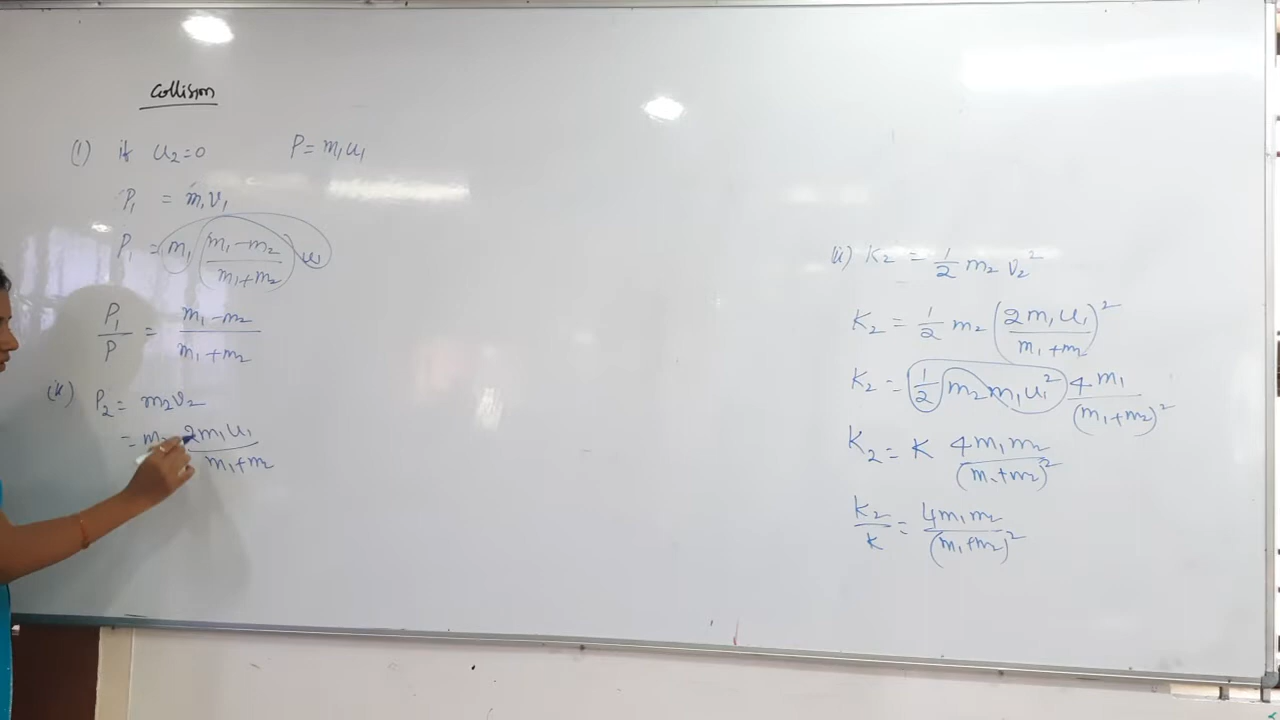 Collision
(1) if u₂=0 P = m₁u₁
P₁ = m₁v₁
P₁ = m₁ (m₁-m₂/m₁+m₂) u₁
P₁/P = m₁-m₂/m₁+m₂
P₂ = m₂v₂
= m₂ 2m₁u₁/m₁+m₂
(ii) K₂ = 1/2 m₂ v₂²
K₂ = 1/2 m₂ (2m₁u₁/m₁+m₂)²
K₂ = (1/2 m₂ m₁u₁²) 4m₁/(m₁+m₂)²
K₂ = K 4m₁m₂/(m₁+m₂)²
K₂/K = 4m₁m₂/(m₁+m₂)²